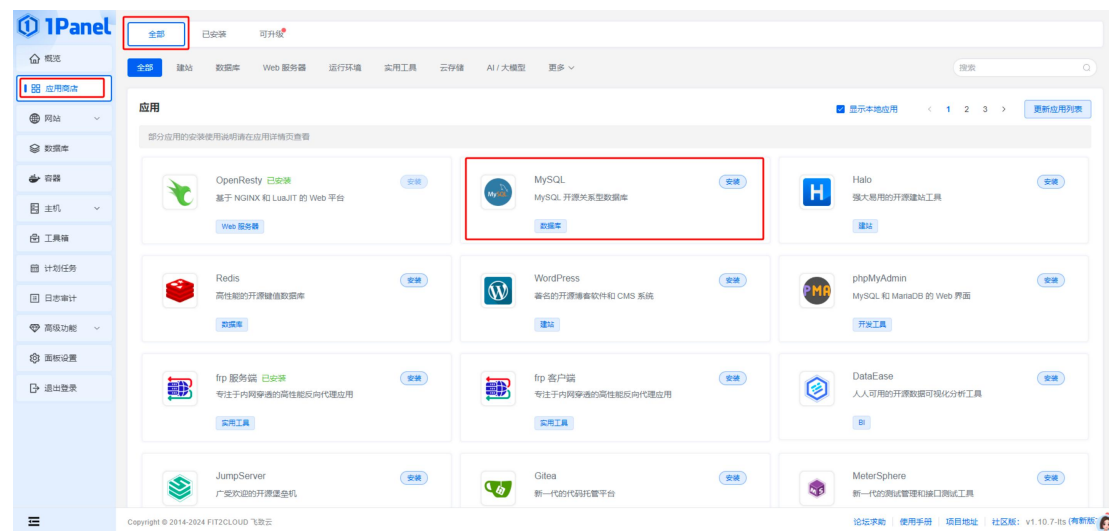 1Panel
全部 已安装 可升级
概览
应用商店
网站
数据库
容器
主机
工具箱
计划任务
日志审计
高级功能
面板设置
退出登录
全部 建站 数据库 Web 服务器 运行环境 实用工具 云存储 AI / 大模型 更多 搜索
应用 显示本地应用 1 2 3 更新应用列表
部分应用的安装使用说明请在应用详情页查看
OpenResty 已安装 安装
基于 NGINX 和 LuaJIT 的 Web 平台
Web 服务器
MySQL 安装
MySQL 开源关系型数据库
数据库
Halo 安装
强大易用的开源建站工具
建站
Redis 安装
高性能的开源键值数据库
数据库
WordPress 安装
著名的开源博客软件和 CMS 系统
建站
phpMyAdmin 安装
MySQL 和 MariaDB 的 Web 界面
开发工具
frp 服务端 已安装 安装
专注于内网穿透的高性能反向代理应用
实用工具
frp 客户端 安装
专注于内网穿透的高性能反向代理应用
实用工具
DataEase 安装
人人可用的开源数据可视化分析工具
BI
JumpServer 安装
广受欢迎的开源堡垒机
Gitea 安装
新一代的代码托管平台
MeterSphere 安装
新一代的测试管理和接口测试工具
Copyright © 2014-2024 FIT2CLOUD 飞致云
论坛求助 使用手册 项目地址 社区版: v1.10.7-lts (有新版